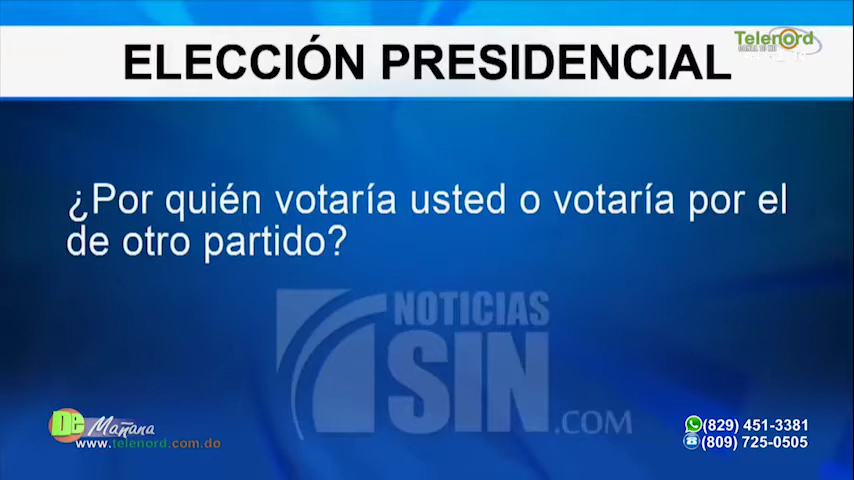 Telenord
ELECCIÓN PRESIDENCIAL
¿Por quién votaría usted o votaría por el
de otro partido?
NOTICIAS
SIN
.COM
De Mañana
www.telenord.com.do
(829) 451-3381
(809) 725-0505